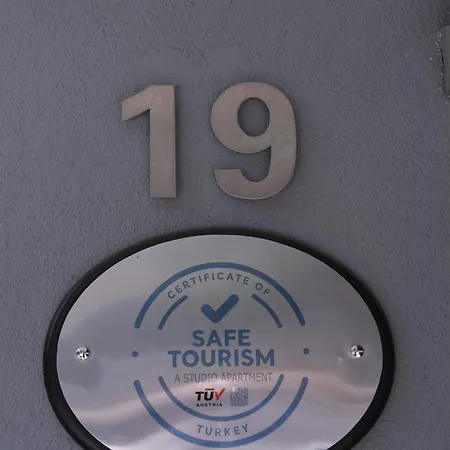 19
CERTIFICATE OF
SAFE
TOURISM
A STUDIO APARTMENT
TÜV
AUSTRIA
TURKEY